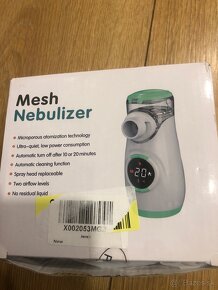 Mesh
Nebulizer
• Microporous atomization technology
• Ultra-quiet, low power consumption
• Automatic turn off after 10 or 20 minutes
• Automatic cleaning function
• Spray head replaceable
• Two airflow levels
• No residual liquid
20
X002053MG